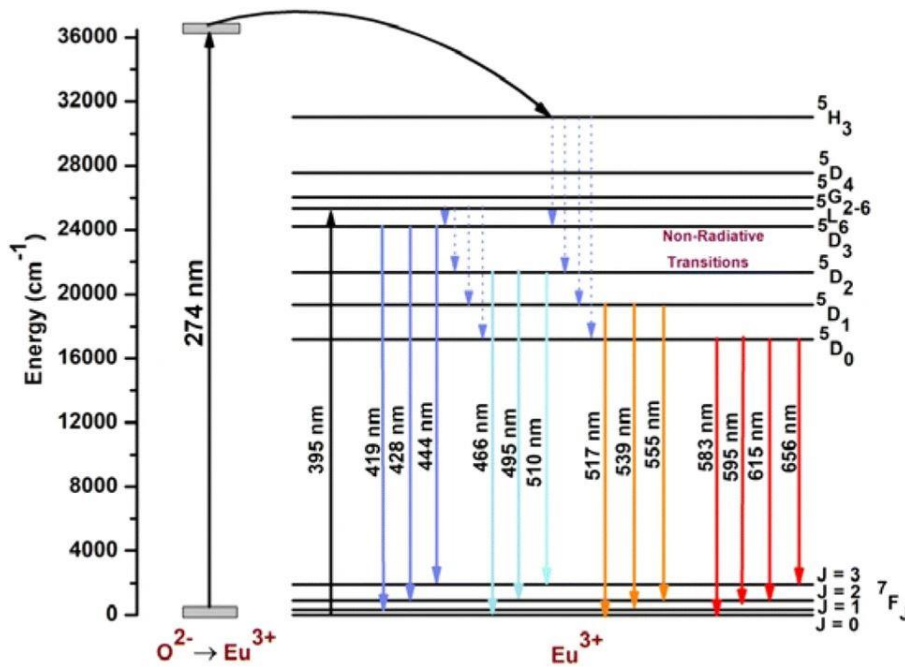 36000
32000
28000
24000
20000
16000
12000
8000
4000
0
Energy (cm⁻¹)
274 nm
395 nm
419 nm
428 nm
444 nm
466 nm
495 nm
510 nm
517 nm
539 nm
555 nm
583 nm
595 nm
615 nm
656 nm
Non-Radiative
Transitions
⁵H₃
⁵D₄
⁵G₂₋₆
⁵L₆
⁵D₃
⁵D₂
⁵D₁
⁵D₀
J = 3
J = 2
J = 1
J = 0
⁷F_J
O²⁻ → Eu³⁺
Eu³⁺